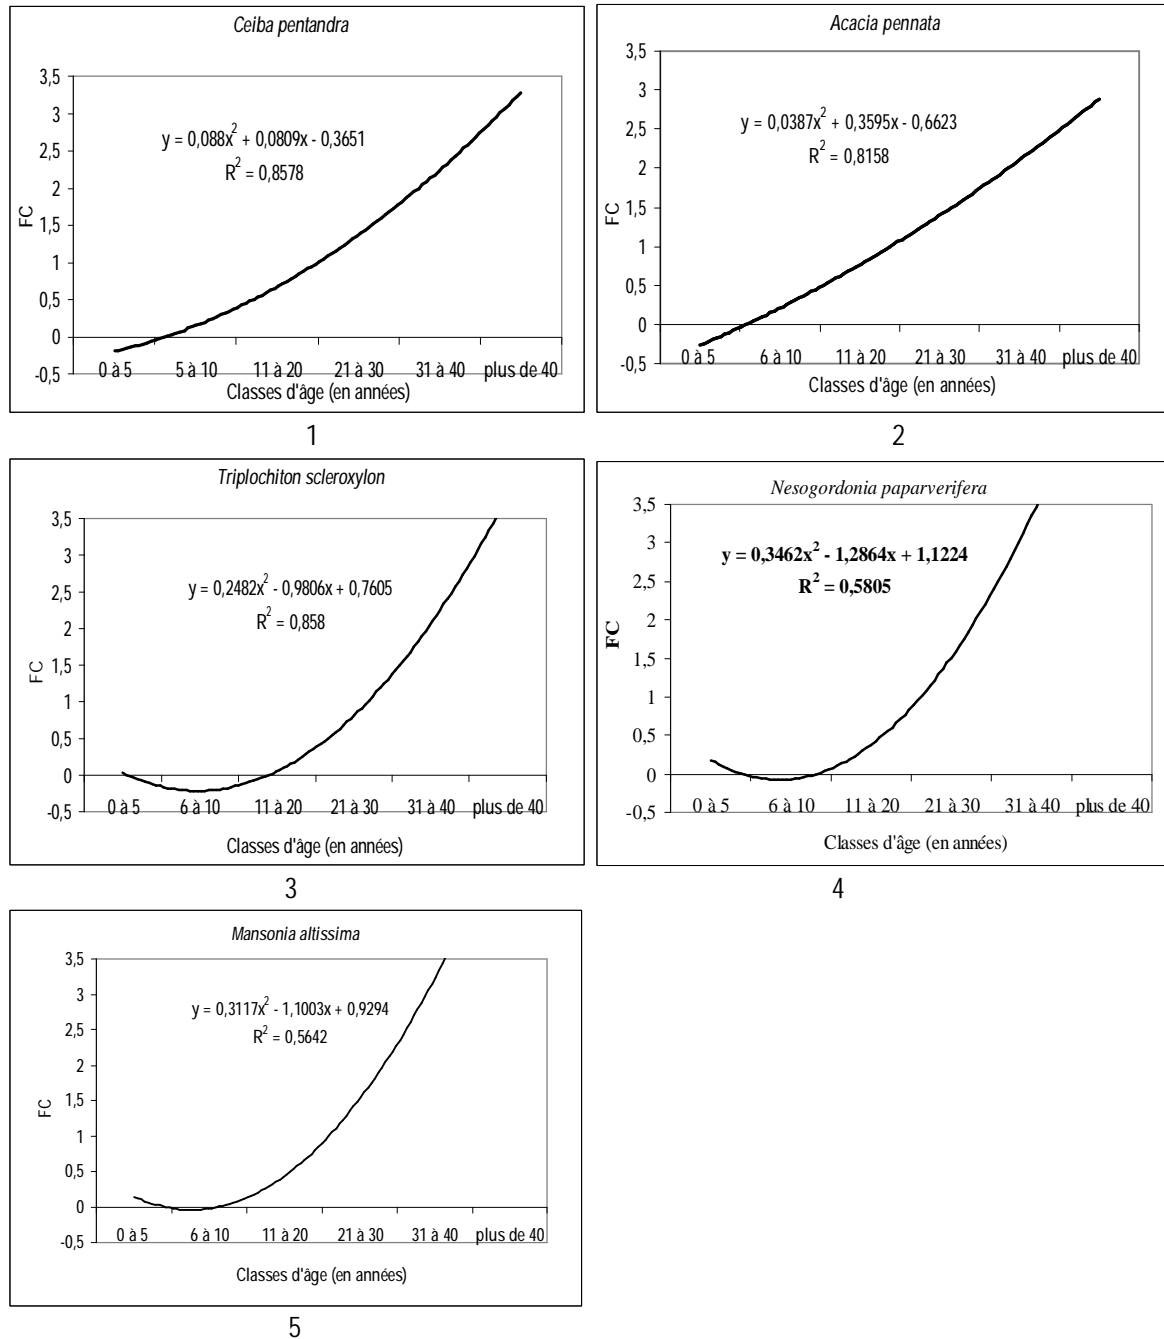 Ceiba pentandra
3,5
3
2,5
2
1,5
1
0,5
0
-0,5
FC
y = 0,088x² + 0,0809x - 0,3651
R² = 0,8578
0 à 5 5 à 10 11 à 20 21 à 30 31 à 40 plus de 40
Classes d'âge (en années)
1
Acacia pennata
3,5
3
2,5
2
1,5
1
0,5
0
-0,5
FC
y = 0,0387x² + 0,3595x - 0,6623
R² = 0,8158
0 à 5 6 à 10 11 à 20 21 à 30 31 à 40 plus de 40
Classes d'âge (en années)
2
Triplochiton scleroxylon
3,5
3
2,5
2
1,5
1
0,5
0
-0,5
FC
y = 0,2482x² - 0,9806x + 0,7605
R² = 0,858
0 à 5 6 à 10 11 à 20 21 à 30 31 à 40 plus de 40
Classes d'âge (en années)
3
Nesogordonia paparverifera
3,5
3
2,5
2
1,5
1
0,5
0
-0,5
FC
y = 0,3462x² - 1,2864x + 1,1224
R² = 0,5805
0 à 5 6 à 10 11 à 20 21 à 30 31 à 40 plus de 40
Classes d'âge (en années)
4
Mansonia altissima
3,5
3
2,5
2
1,5
1
0,5
0
-0,5
FC
y = 0,3117x² - 1,1003x + 0,9294
R² = 0,5642
0 à 5 6 à 10 11 à 20 21 à 30 31 à 40 plus de 40
Classes d'âge (en années)
5